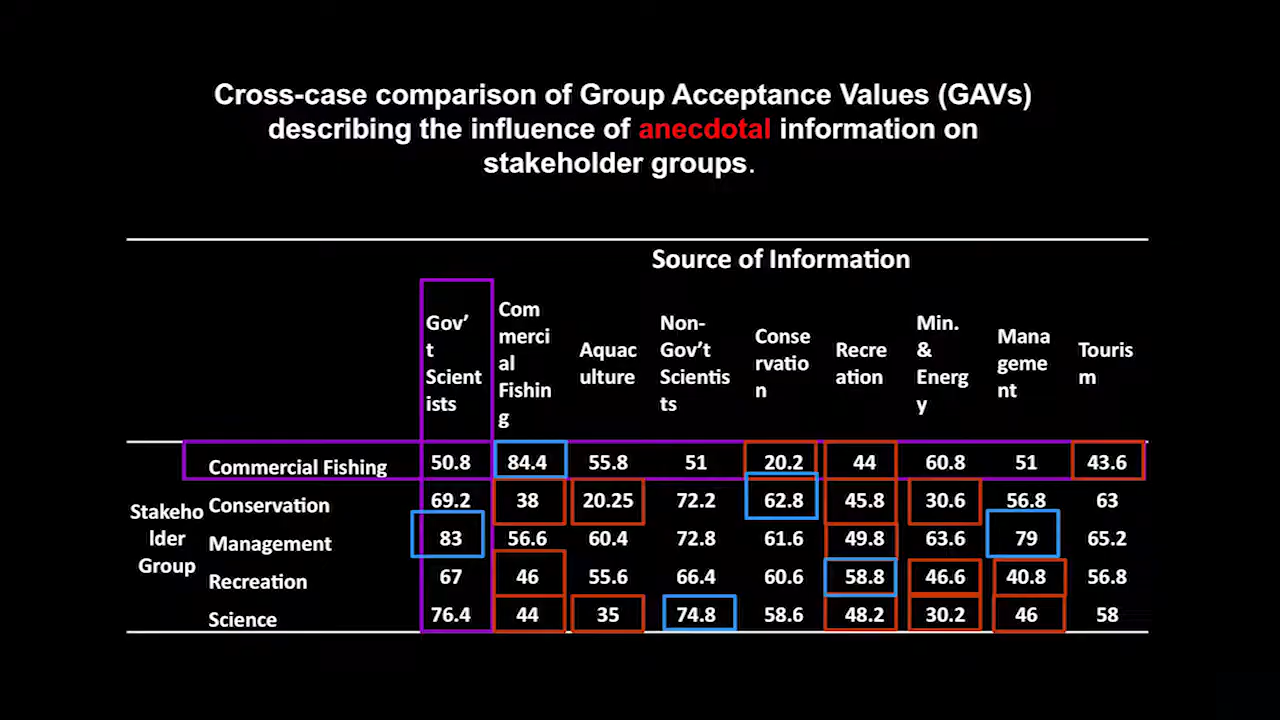 Cross-case comparison of Group Acceptance Values (GAVs)
describing the influence of anecdotal information on
stakeholder groups.
Source of Information
Gov'
t
Scient
ists
Com
merci
al
Fishin
g
Aquac
ulture
Non-
Gov't
Scientis
ts
Conse
rvatio
n
Recre
ation
Min.
&
Energ
y
Mana
geme
nt
Touris
m
Stakeho
lder
Group
Commercial Fishing 50.8 84.4 55.8 51 20.2 44 60.8 51 43.6
Conservation 69.2 38 20.25 72.2 62.8 45.8 30.6 56.8 63
Management 83 56.6 60.4 72.8 61.6 49.8 63.6 79 65.2
Recreation 67 46 55.6 66.4 60.6 58.8 46.6 40.8 56.8
Science 76.4 44 35 74.8 58.6 48.2 30.2 46 58